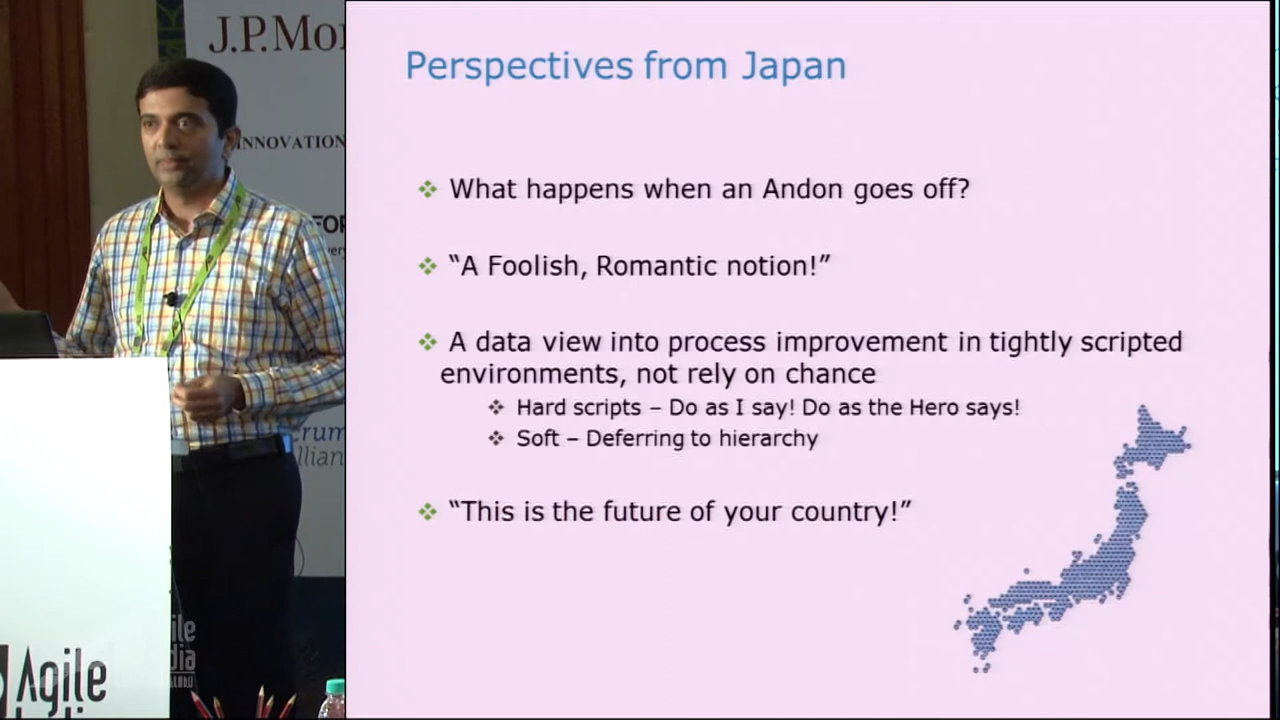 J.P.Mor
INNOVATION
FOR
very
crum
llian
Agile
Perspectives from Japan
❖ What happens when an Andon goes off?
❖ “A Foolish, Romantic notion!”
❖ A data view into process improvement in tightly scripted
environments, not rely on chance
❖ Hard scripts – Do as I say! Do as the Hero says!
❖ Soft – Deferring to hierarchy
❖ “This is the future of your country!”